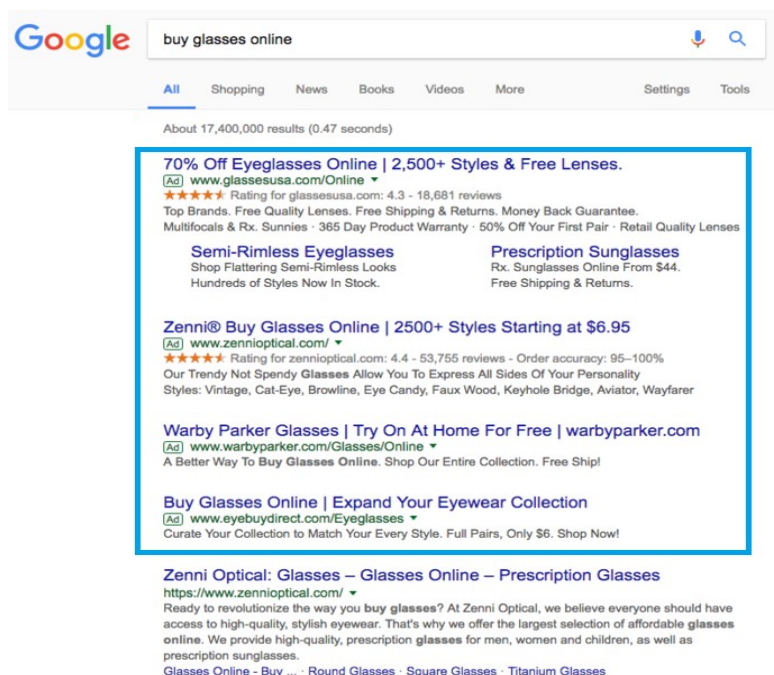 Google
buy glasses online
All Shopping News Books Videos More Settings Tools
About 17,400,000 results (0.47 seconds)
70% Off Eyeglasses Online | 2,500+ Styles & Free Lenses.
Ad www.glassesusa.com/Online
Rating for glassesusa.com: 4.3 - 18,681 reviews
Top Brands. Free Quality Lenses. Free Shipping & Returns. Money Back Guarantee.
Multifocals & Rx. Sunnies · 365 Day Product Warranty · 50% Off Your First Pair · Retail Quality Lenses
Semi-Rimless Eyeglasses
Shop Flattering Semi-Rimless Looks
Hundreds of Styles Now In Stock.
Prescription Sunglasses
Rx. Sunglasses Online From $44.
Free Shipping & Returns.
Zenni® Buy Glasses Online | 2500+ Styles Starting at $6.95
Ad www.zennioptical.com/
Rating for zennioptical.com: 4.4 - 53,755 reviews - Order accuracy: 95–100%
Our Trendy Not Spendy Glasses Allow You To Express All Sides Of Your Personality
Styles: Vintage, Cat-Eye, Browline, Eye Candy, Faux Wood, Keyhole Bridge, Aviator, Wayfarer
Warby Parker Glasses | Try On At Home For Free | warbyparker.com
Ad www.warbyparker.com/Glasses/Online
A Better Way To Buy Glasses Online. Shop Our Entire Collection. Free Ship!
Buy Glasses Online | Expand Your Eyewear Collection
Ad www.eyebuydirect.com/Eyeglasses
Curate Your Collection to Match Your Every Style. Full Pairs, Only $6. Shop Now!
Zenni Optical: Glasses – Glasses Online – Prescription Glasses
https://www.zennioptical.com/
Ready to revolutionize the way you buy glasses? At Zenni Optical, we believe everyone should have
access to high-quality, stylish eyewear. That's why we offer the largest selection of affordable glasses
online. We provide high-quality, prescription glasses for men, women and children, as well as
prescription sunglasses.
Glasses Online - Buy ... · Round Glasses · Square Glasses · Titanium Glasses